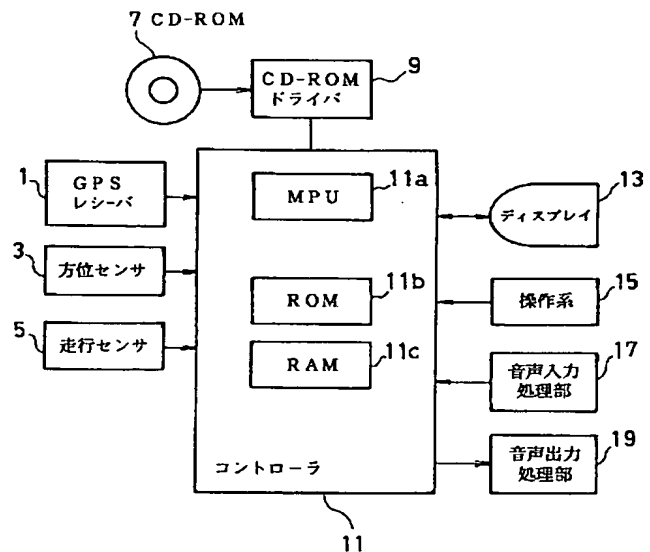 7 CD-ROM
CD-ROM
ドライバ
9
1
GPS
レシーバ
3
方位センサ
5
走行センサ
MPU
11a
ROM
11b
RAM
11c
コントローラ
11
ディスプレイ
13
操作系
15
音声入力
処理部
17
音声出力
処理部
19